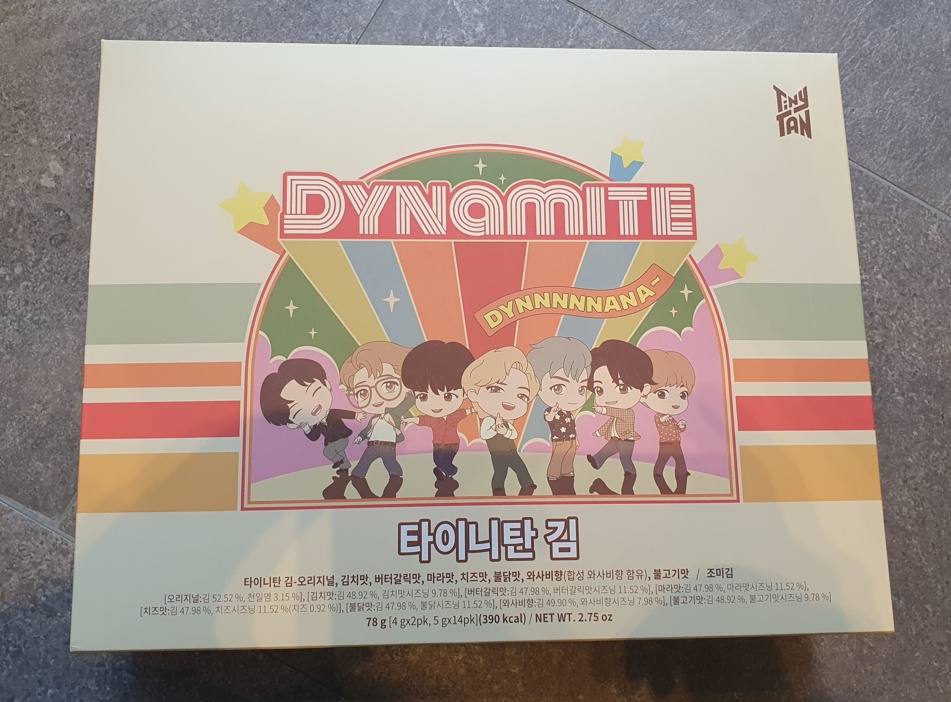 TiNY
TAN
DYNAMITE
DYNNNNNANA~
타이니탄 김
타이니탄 김-오리지널, 김치맛, 버터갈릭맛, 마라맛, 치즈맛, 불닭맛, 와사비향(합성 와사비향 함유), 불고기맛 / 조미김
[오리지널:김 52.52 %, 천일염 3.15 %], [김치맛:김 48.92 %, 김치맛시즈닝 9.78 %], [버터갈릭맛:김 47.98 %, 버터갈릭맛시즈닝 11.52 %], [마라맛:김 47.98 %, 마라맛시즈닝 11.52 %],
[치즈맛:김 47.98 %, 치즈시즈닝 11.52 %(치즈 0.92 %)], [불닭맛:김 47.98 %, 불닭시즈닝 11.52 %], [와사비향:김 49.90 %, 와사비향시즈닝 7.98 %], [불고기맛:김 48.92 %, 불고기맛시즈닝 9.78 %]
78 g [4 gx2pk, 5 gx14pk](390 kcal) / NET WT. 2.75 oz